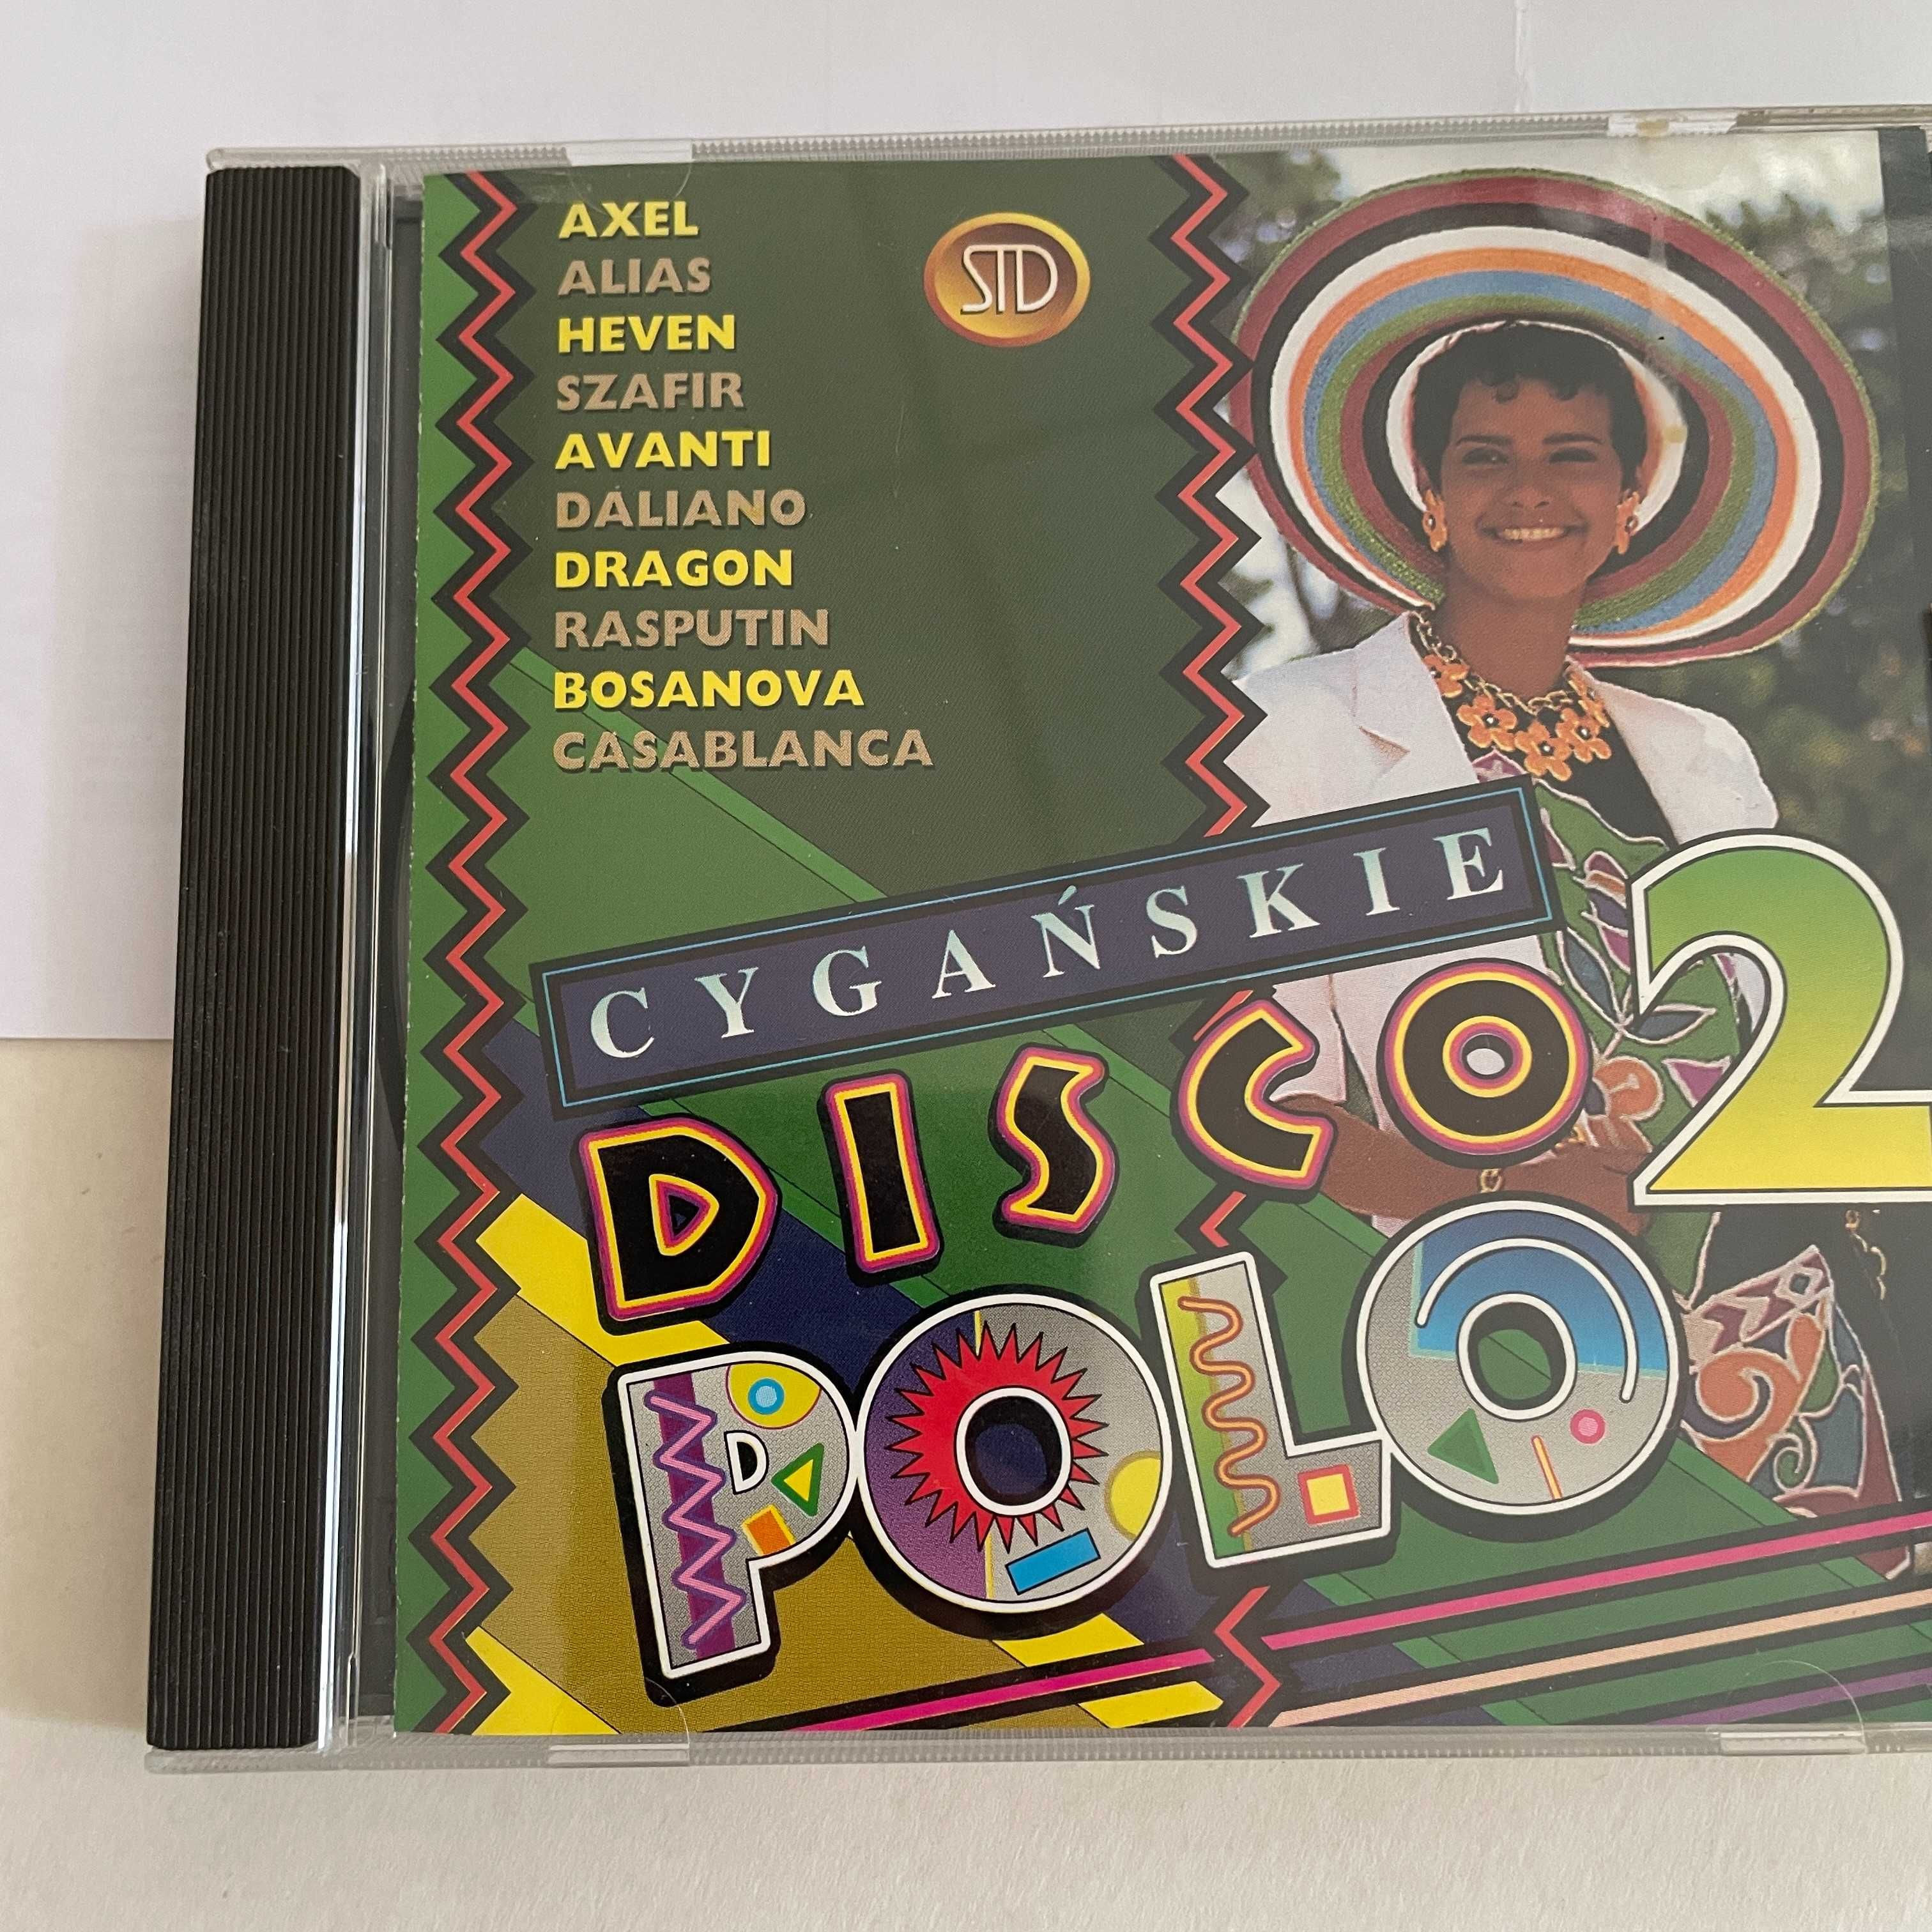 AXEL
ALIAS
HEVEN
SZAFIR
AVANTI
DALIANO
DRAGON
RASPUTIN
BOSANOVA
CASABLANCA
STD
CYGAŃSKIE
DISCO 2
POLO